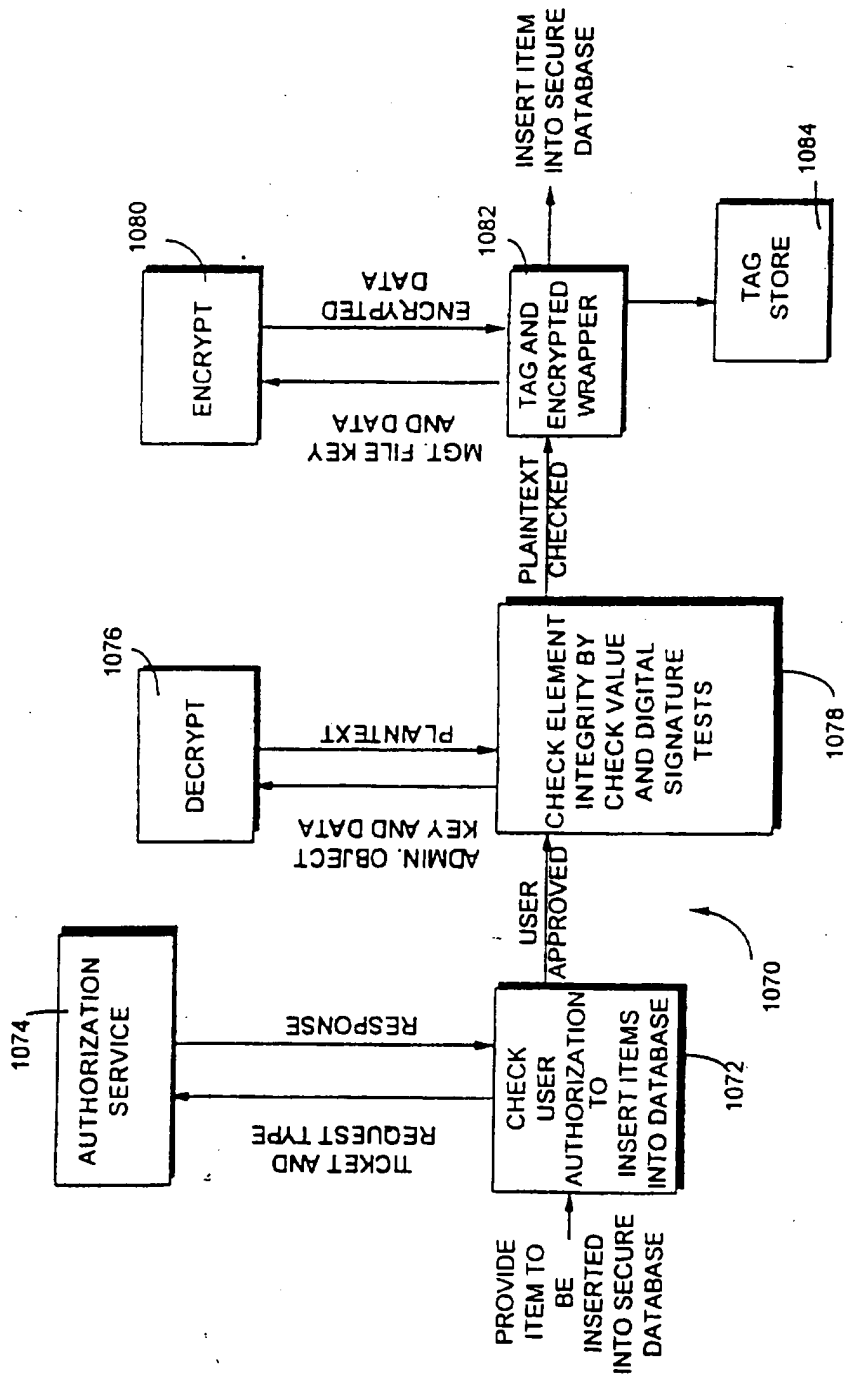 1074
AUTHORIZATION
SERVICE
TICKET AND
REQUEST TYPE
RESPONSE
PROVIDE
ITEM TO
BE
INSERTED
INTO SECURE
DATABASE
CHECK
USER
AUTHORIZATION
TO
INSERT ITEMS
INTO DATABASE
1072
1070
USER
APPROVED
1076
DECRYPT
ADMIN. OBJECT
KEY AND DATA
PLAINTEXT
CHECK ELEMENT
INTEGRITY BY
CHECK VALUE
AND DIGITAL
SIGNATURE
TESTS
1078
PLAINTEXT
CHECKED
1080
ENCRYPT
MGT. FILE KEY
AND DATA
ENCRYPTED
DATA
1082
TAG AND
ENCRYPTED
WRAPPER
INSERT ITEM
INTO SECURE
DATABASE
TAG
STORE
1084